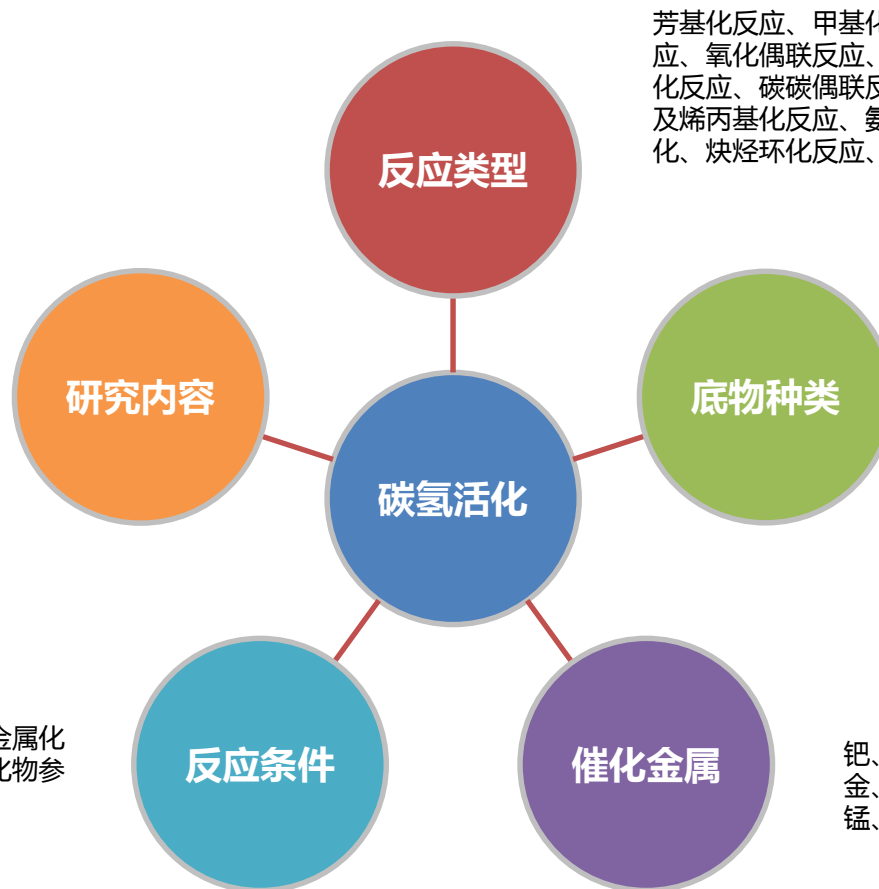 芳基化反应、甲基化
应、氧化偶联反应、
化反应、碳碳偶联反
及烯丙基化反应、氨
化、炔烃环化反应、
反应类型
研究内容
底物种类
碳氢活化
金属化
化物参
反应条件
催化金属
钯、
金、
锰、